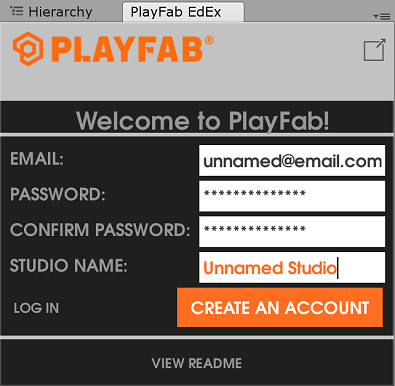 Hierarchy PlayFab EdEx
PLAYFAB®
Welcome to PlayFab!
EMAIL: unnamed@email.com
PASSWORD: **************
CONFIRM PASSWORD: **************
STUDIO NAME: Unnamed Studio
LOG IN CREATE AN ACCOUNT
VIEW README